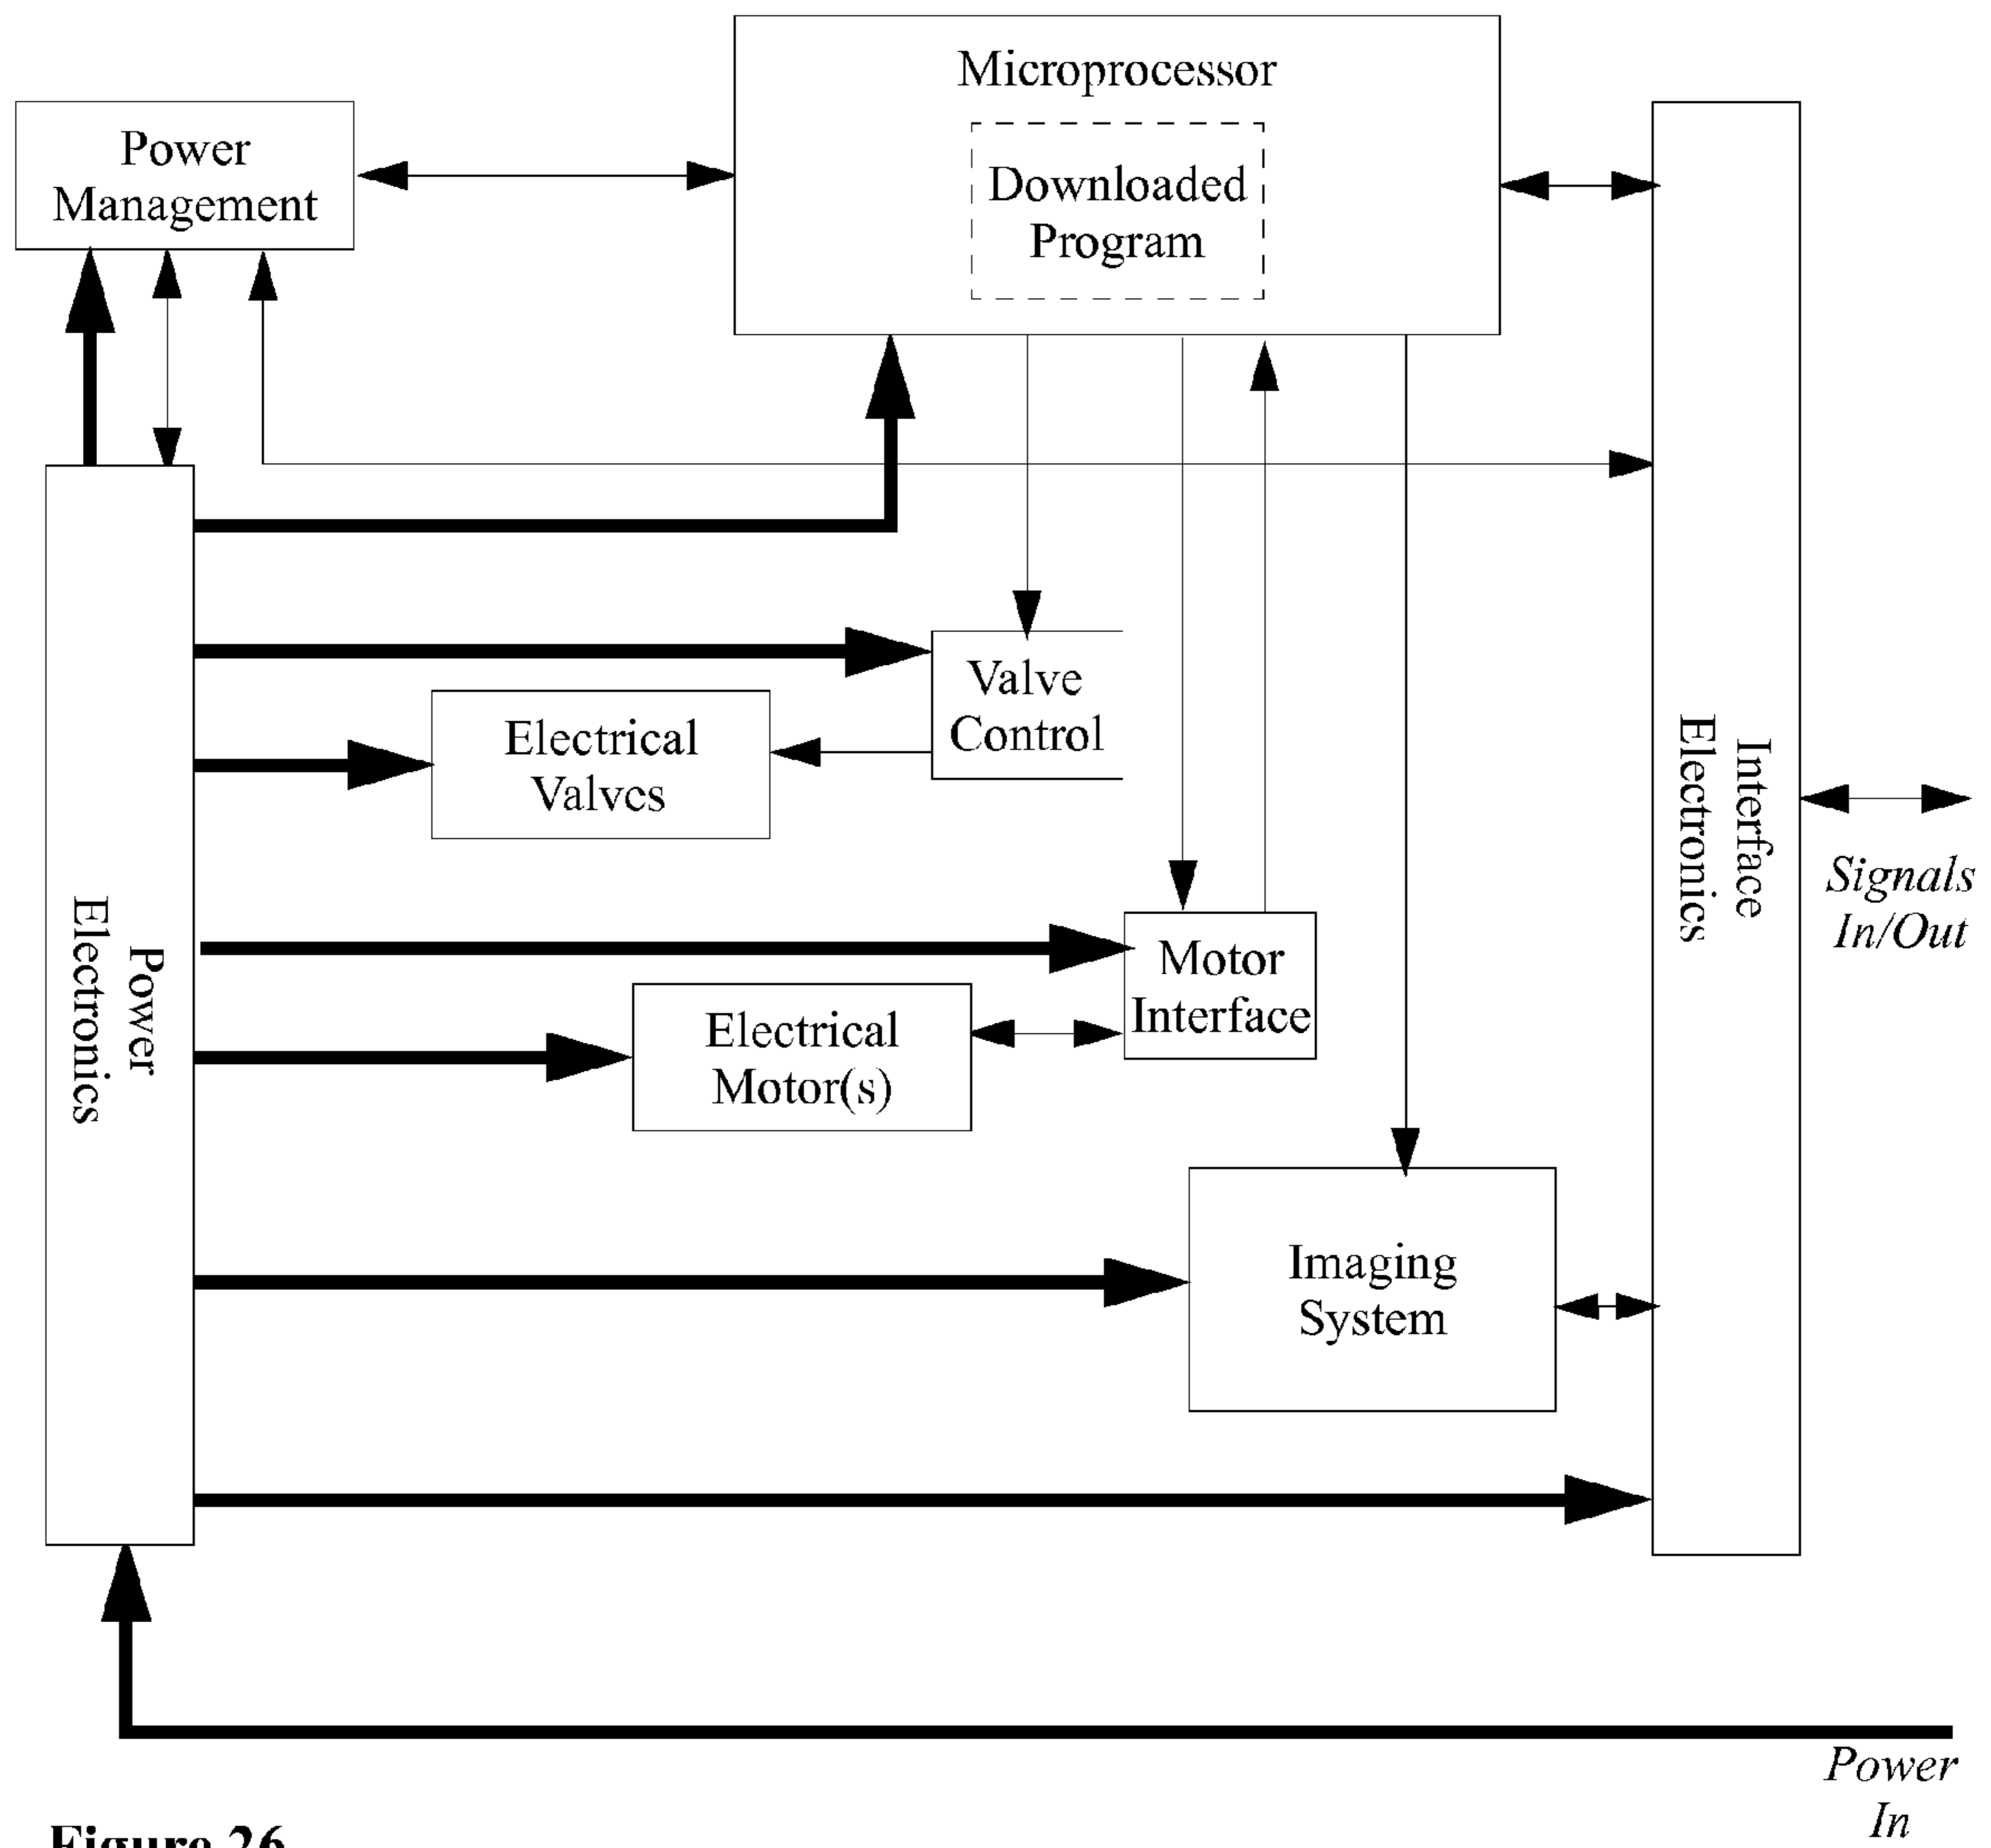 Microprocessor
Power
Management
Downloaded
Program
Valve
Control
Electrical
Valves
Interface
Electronics
Signals
In/Out
Power
Electronics
Motor
Interface
Electrical
Motor(s)
Imaging
System
Power
In
Figure 26